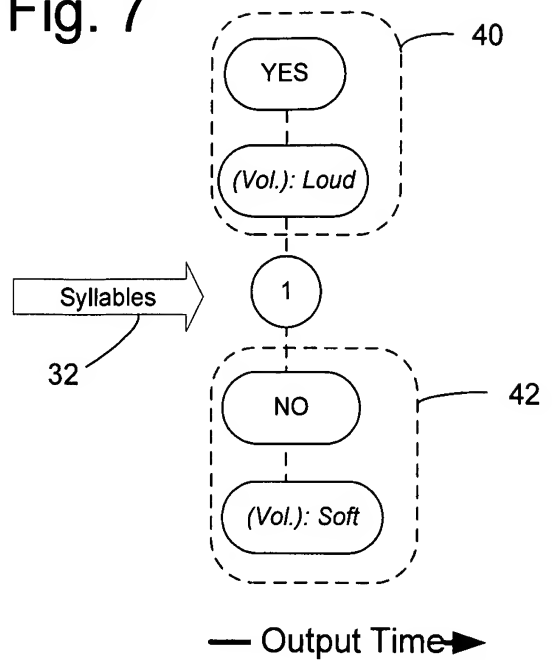 Fig. 7
40
YES
(Vol.): Loud
1
Syllables
32
NO
42
(Vol.): Soft
Output Time